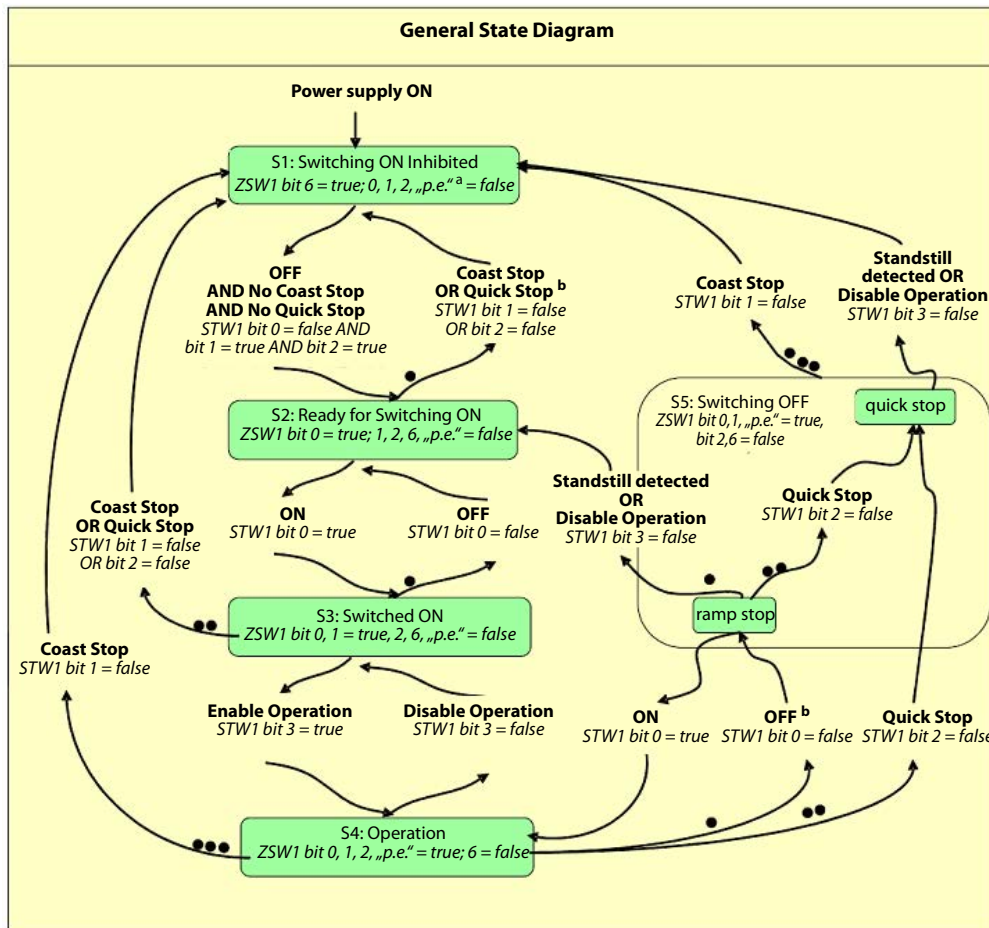 General State Diagram
Power supply ON
S1: Switching ON Inhibited
ZSW1 bit 6 = true; 0, 1, 2, „p.e.“ a = false
OFF
AND No Coast Stop
AND No Quick Stop
STW1 bit 0 = false AND
bit 1 = true AND bit 2 = true
Coast Stop
OR Quick Stop b
STW1 bit 1 = false
OR bit 2 = false
Coast Stop
STW1 bit 1 = false
Standstill
detected OR
Disable Operation
STW1 bit 3 = false
S2: Ready for Switching ON
ZSW1 bit 0 = true; 1, 2, 6, „p.e.“ = false
S5: Switching OFF
ZSW1 bit 0,1, „p.e.“ = true,
bit 2,6 = false
quick stop
Coast Stop
OR Quick Stop
STW1 bit 1 = false
OR bit 2 = false
ON
STW1 bit 0 = true
OFF
STW1 bit 0 = false
Standstill detected
OR
Disable Operation
STW1 bit 3 = false
Quick Stop
STW1 bit 2 = false
S3: Switched ON
ZSW1 bit 0, 1 = true, 2, 6, „p.e.“ = false
ramp stop
Coast Stop
STW1 bit 1 = false
Enable Operation
STW1 bit 3 = true
Disable Operation
STW1 bit 3 = false
ON
STW1 bit 0 = true
OFF b
STW1 bit 0 = false
Quick Stop
STW1 bit 2 = false
S4: Operation
ZSW1 bit 0, 1, 2, „p.e.“ = true; 6 = false